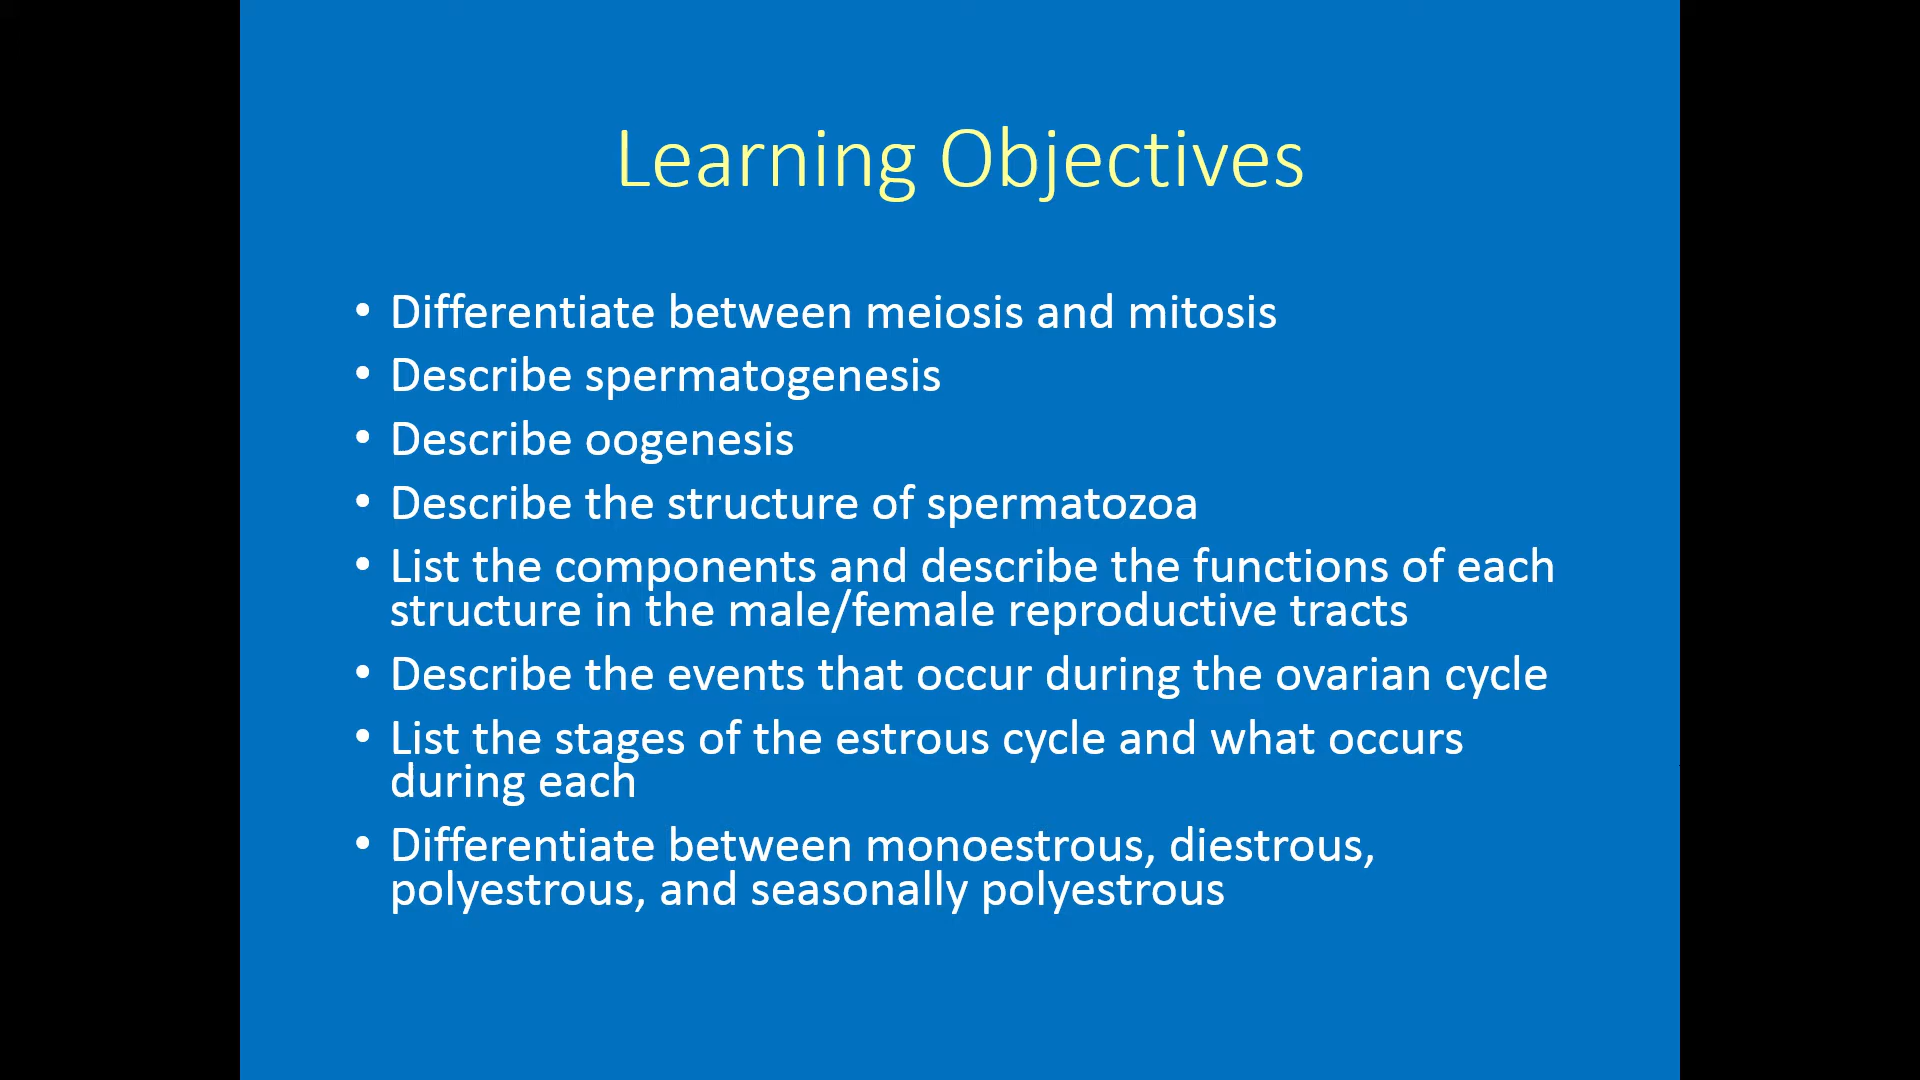 Learning Objectives
• Differentiate between meiosis and mitosis
• Describe spermatogenesis
• Describe oogenesis
• Describe the structure of spermatozoa
• List the components and describe the functions of each
structure in the male/female reproductive tracts
• Describe the events that occur during the ovarian cycle
• List the stages of the estrous cycle and what occurs
during each
• Differentiate between monoestrous, diestrous,
polyestrous, and seasonally polyestrous